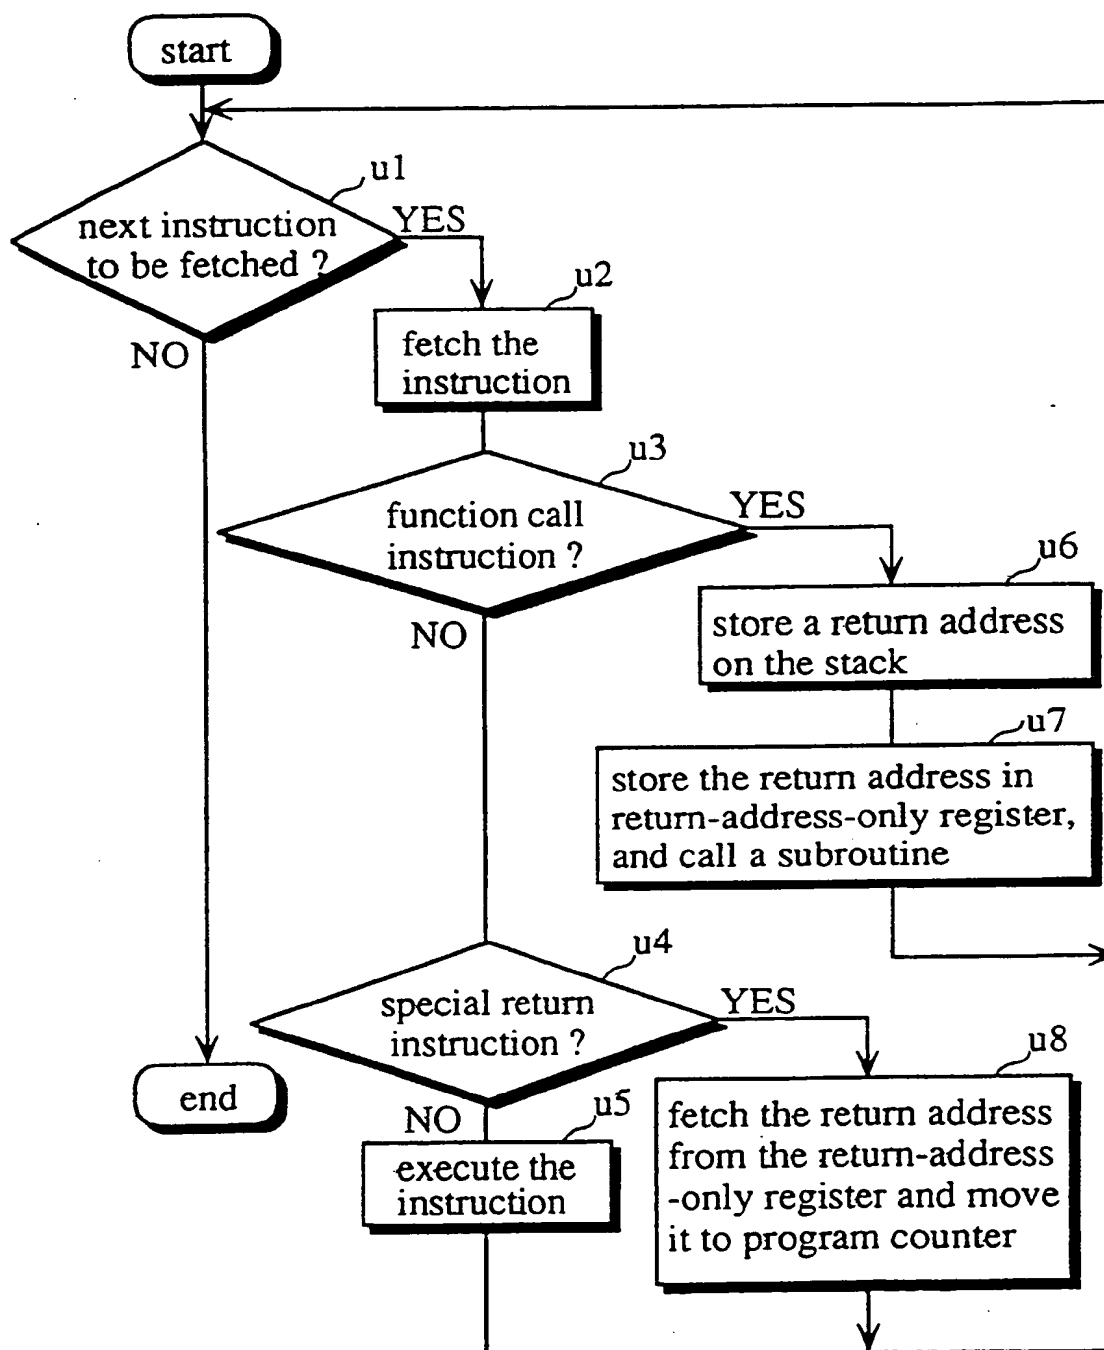 start
u1
next instruction
to be fetched ?
YES
NO
u2
fetch the
instruction
u3
function call
instruction ?
YES
NO
u6
store a return address
on the stack
u7
store the return address in
return-address-only register,
and call a subroutine
u4
special return
instruction ?
YES
NO
u8
fetch the return address
from the return-address
-only register and move
it to program counter
end
u5
execute the
instruction